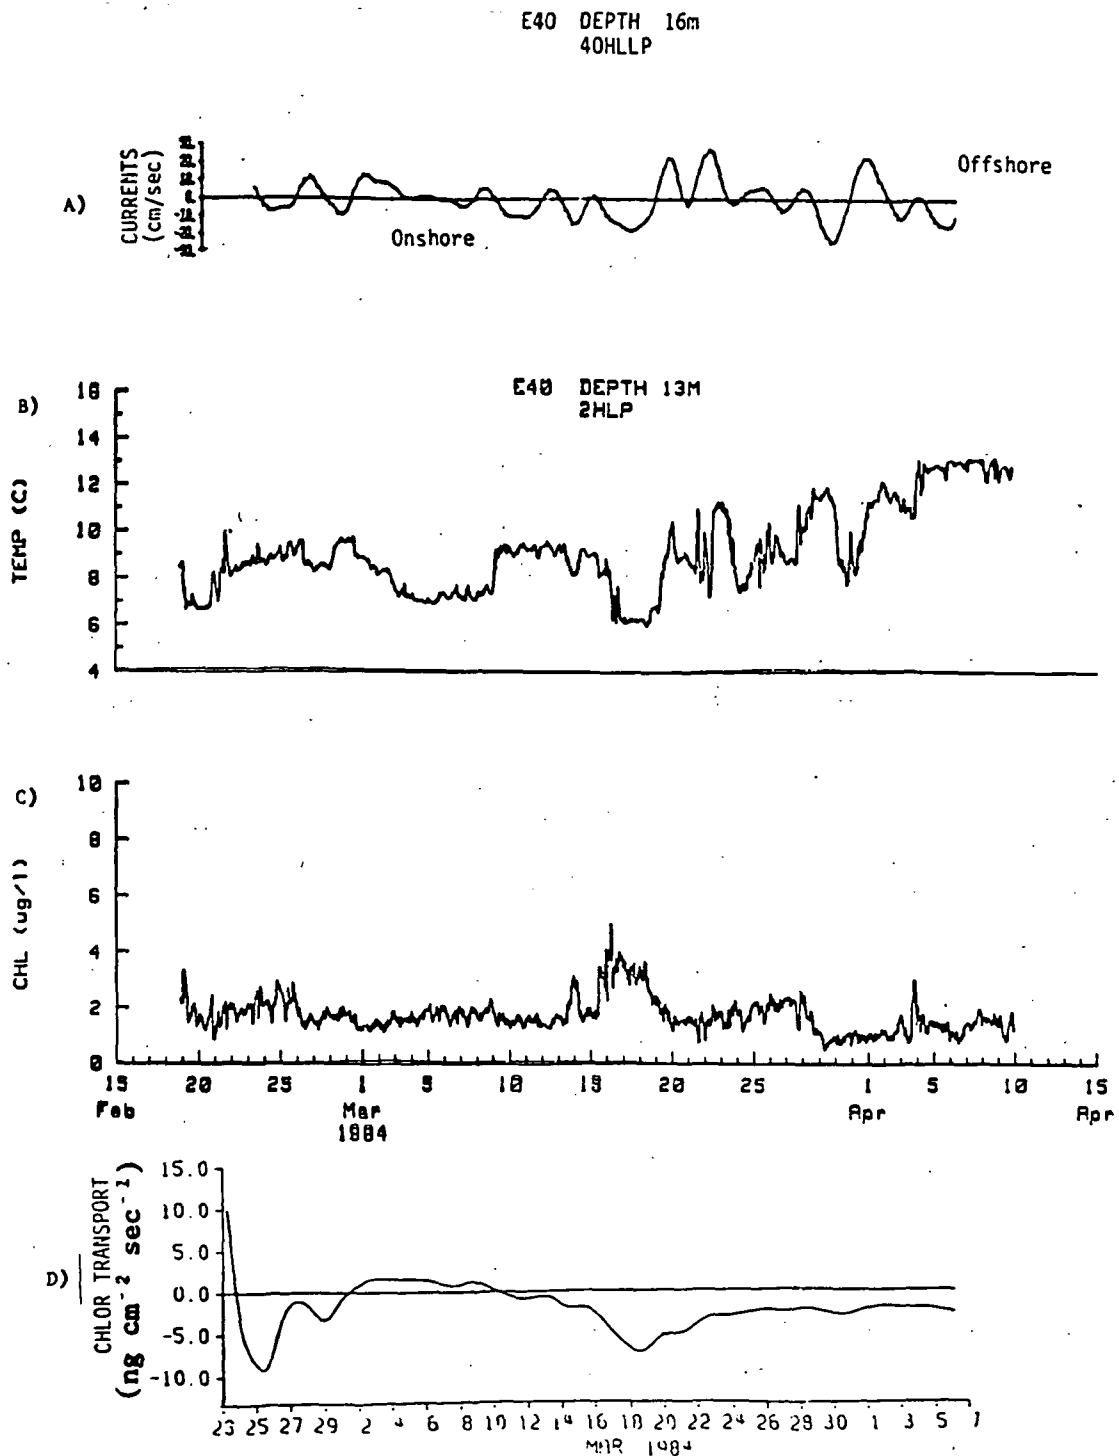 E40 DEPTH 16m
40HLLP
A)
CURRENTS
(cm/sec)
Offshore
Onshore
B)
E40 DEPTH 13M
2HLP
TEMP (C)
16
14
12
10
8
6
4
C)
CHL (ug/l)
10
8
6
4
2
0
15 20 25 1 5 10 15 20 25 1 5 10 15
Feb Mar Apr Apr
1984
D)
CHLOR TRANSPORT
(ng cm-2 sec-1)
15.0
10.0
5.0
0.0
-5.0
-10.0
23 25 27 29 2 4 6 8 10 12 14 16 18 20 22 24 26 28 30 1 3 5 7
MAR 1984